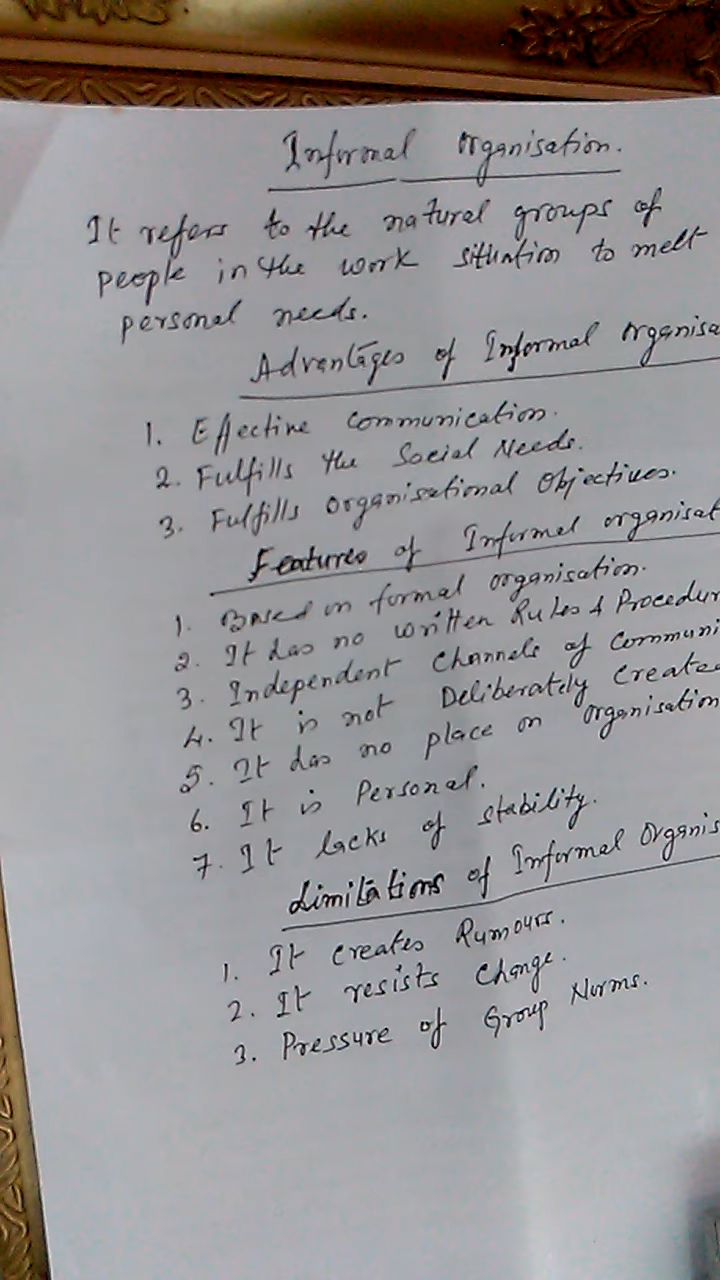 Informal Organisation.
It refers to the natural groups of
people in the work situation to melt
personal needs.
Advantages of Informal Organisa
1. Effective Communication.
2. Fulfills the Social Needs.
3. Fulfills Organisational Objectives.
Features of Informal organisat
1. Based on formal organisation.
2. It has no written Rules & Procedur
3. Independent Channels of Communi
4. It is not Deliberately Create
5. It has no place on organisation
6. It is Personal.
7. It lacks of stability.
Limitations of Informal Organis
1. It creates Rumours.
2. It resists Change.
3. Pressure of Group Norms.